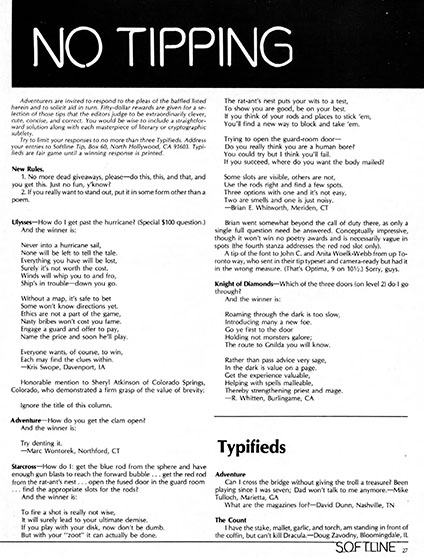 NO TIPPING
Adventurers are invited to respond to the pleas of the baffled listed
herein and to solicit aid in turn. Fifty-dollar rewards are given for a se-
lection of those tips that the editors judge to be extraordinarily clever,
cute, concise, and correct. You would be wise to include a straightfor-
ward solution along with each masterpiece of literary or cryptographic
subtlety.
Try to limit your responses to no more than three Typifieds. Address
your entries to Softline Tip, Box 60, North Hollywood, CA 91603. Typi-
fieds are fair game until a winning response is printed.
New Rules.
1. No more dead giveaways, please—do this, this, and that, and
you get this. Just no fun, y'know?
2. If you really want to stand out, put it in some form other than a
poem.
Ulysses—How do I get past the hurricane? (Special $100 question.)
And the winner is:
Never into a hurricane sail,
None will be left to tell the tale.
Everything you have will be lost,
Surely it's not worth the cost.
Winds will whip you to and fro,
Ship's in trouble—down you go.
Without a map, it's safe to bet
Some won't know directions yet.
Ethics are not a part of the game,
Nasty bribes won't cost you fame.
Engage a guard and offer to pay,
Name the price and soon he'll play.
Everyone wants, of course, to win,
Each may find the clues within.
—Kris Swope, Davenport, IA
Honorable mention to Sheryl Atkinson of Colorado Springs,
Colorado, who demonstrated a firm grasp of the value of brevity:
Ignore the title of this column.
Adventure—How do you get the clam open?
And the winner is:
Try denting it.
—Marc Wontorek, Northford, CT
Starcross—How do I: get the blue rod from the sphere and have
enough gun blasts to reach the forward bubble . . . get the red rod
from the rat-ant's nest . . . open the fused door in the guard room
. . . find the appropriate slots for the rods?
And the winner is:
To fire a shot is really not wise,
It will surely lead to your ultimate demise.
If you play with your disk, now don't be dumb.
But with your "zoot" it can actually be done.
The rat-ant's nest puts your wits to a test,
To show you are good, be on your best.
If you think of your rods and places to stick 'em,
You'll find a new way to block and take 'em.
Trying to open the guard-room door—
Do you really think you are a human bore?
You could try but I think you'll fail.
If you succeed, where do you want the body mailed?
Some slots are visible, others are not,
Use the rods right and find a few spots.
Three options with one and it's not easy,
Two are smells and one is just noisy.
—Brian E. Whitworth, Meriden, CT
Brian went somewhat beyond the call of duty there, as only a
single full question need be answered. Conceptually impressive,
though it won't win no poetry awards and is necessarily vague in
spots (the fourth stanza addresses the red rod slot only).
A tip of the foot to John C. and Anita Woelk-Webb from up To-
ronto way, who sent in their tip typeset and camera-ready but had it
in the wrong measure. (That's Optima, 9 on 10½.) Sorry, guys.
Knight of Diamonds—Which of the three doors (on level 2) do I go
through?
And the winner is:
Roaming through the dark is too slow,
Introducing many a new foe.
Go ye first to the door
Holding not monsters galore;
The route to Gnilda you will know.
Rather than pass advice very sage,
In the dark is value on a page.
Get the experience valuable,
Helping with spells malleable,
Thereby strengthening priest and mage.
—R. Whitten, Burlingame, CA
Typifieds
Adventure
Can I cross the bridge without giving the troll a treasure? Been
playing since I was seven; Dad won't talk to me anymore.—Mike
Tulloch, Marietta, GA
What are the magazines for?—David Dunn, Nashville, TN
The Count
I have the stake, mallet, garlic, and torch, am standing in front of
the coffin, but can't kill Dracula.—Doug Zavodny, Bloomingdale, IL
SOFTLINE 27